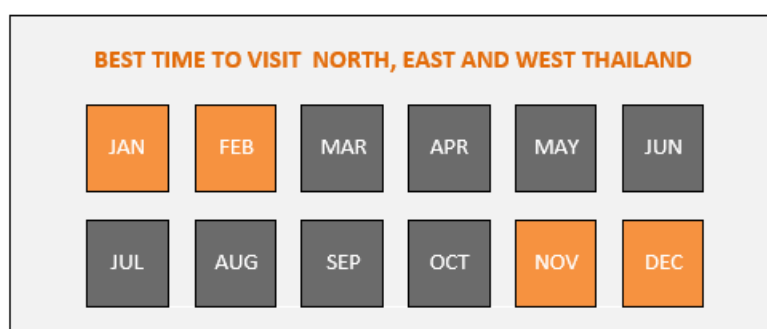 BEST TIME TO VISIT NORTH, EAST AND WEST THAILAND
JAN FEB MAR APR MAY JUN
JUL AUG SEP OCT NOV DEC